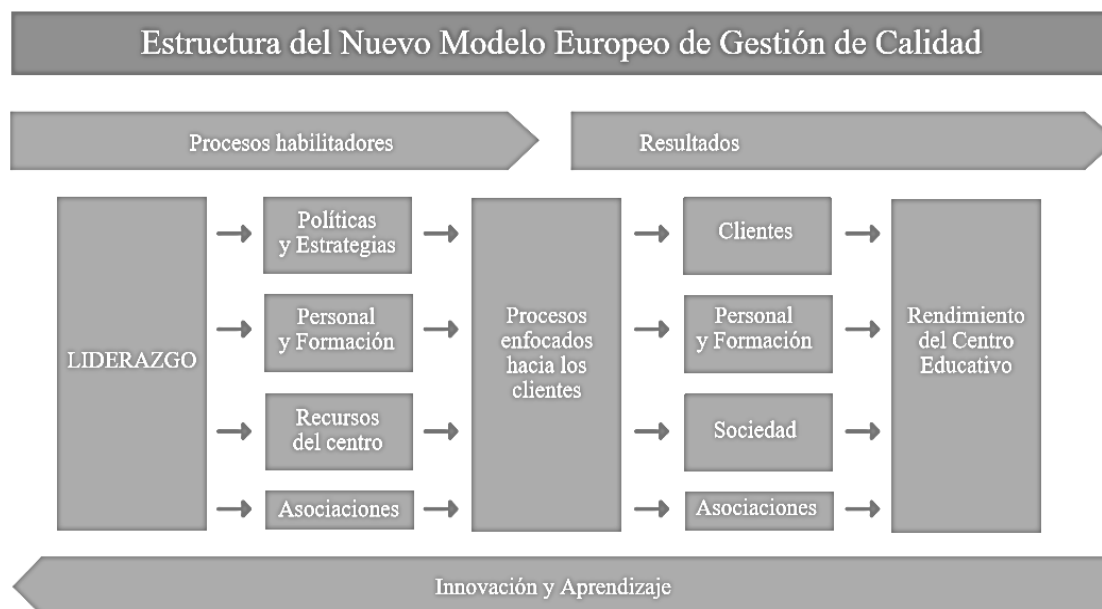 Estructura del Nuevo Modelo Europeo de Gestión de Calidad
Procesos habilitadores
Resultados
LIDERAZGO
Políticas
y Estrategias
Personal
y Formación
Recursos
del centro
Asociaciones
Procesos
enfocados
hacia los
clientes
Clientes
Personal
y Formación
Sociedad
Asociaciones
Rendimiento
del Centro
Educativo
Innovación y Aprendizaje